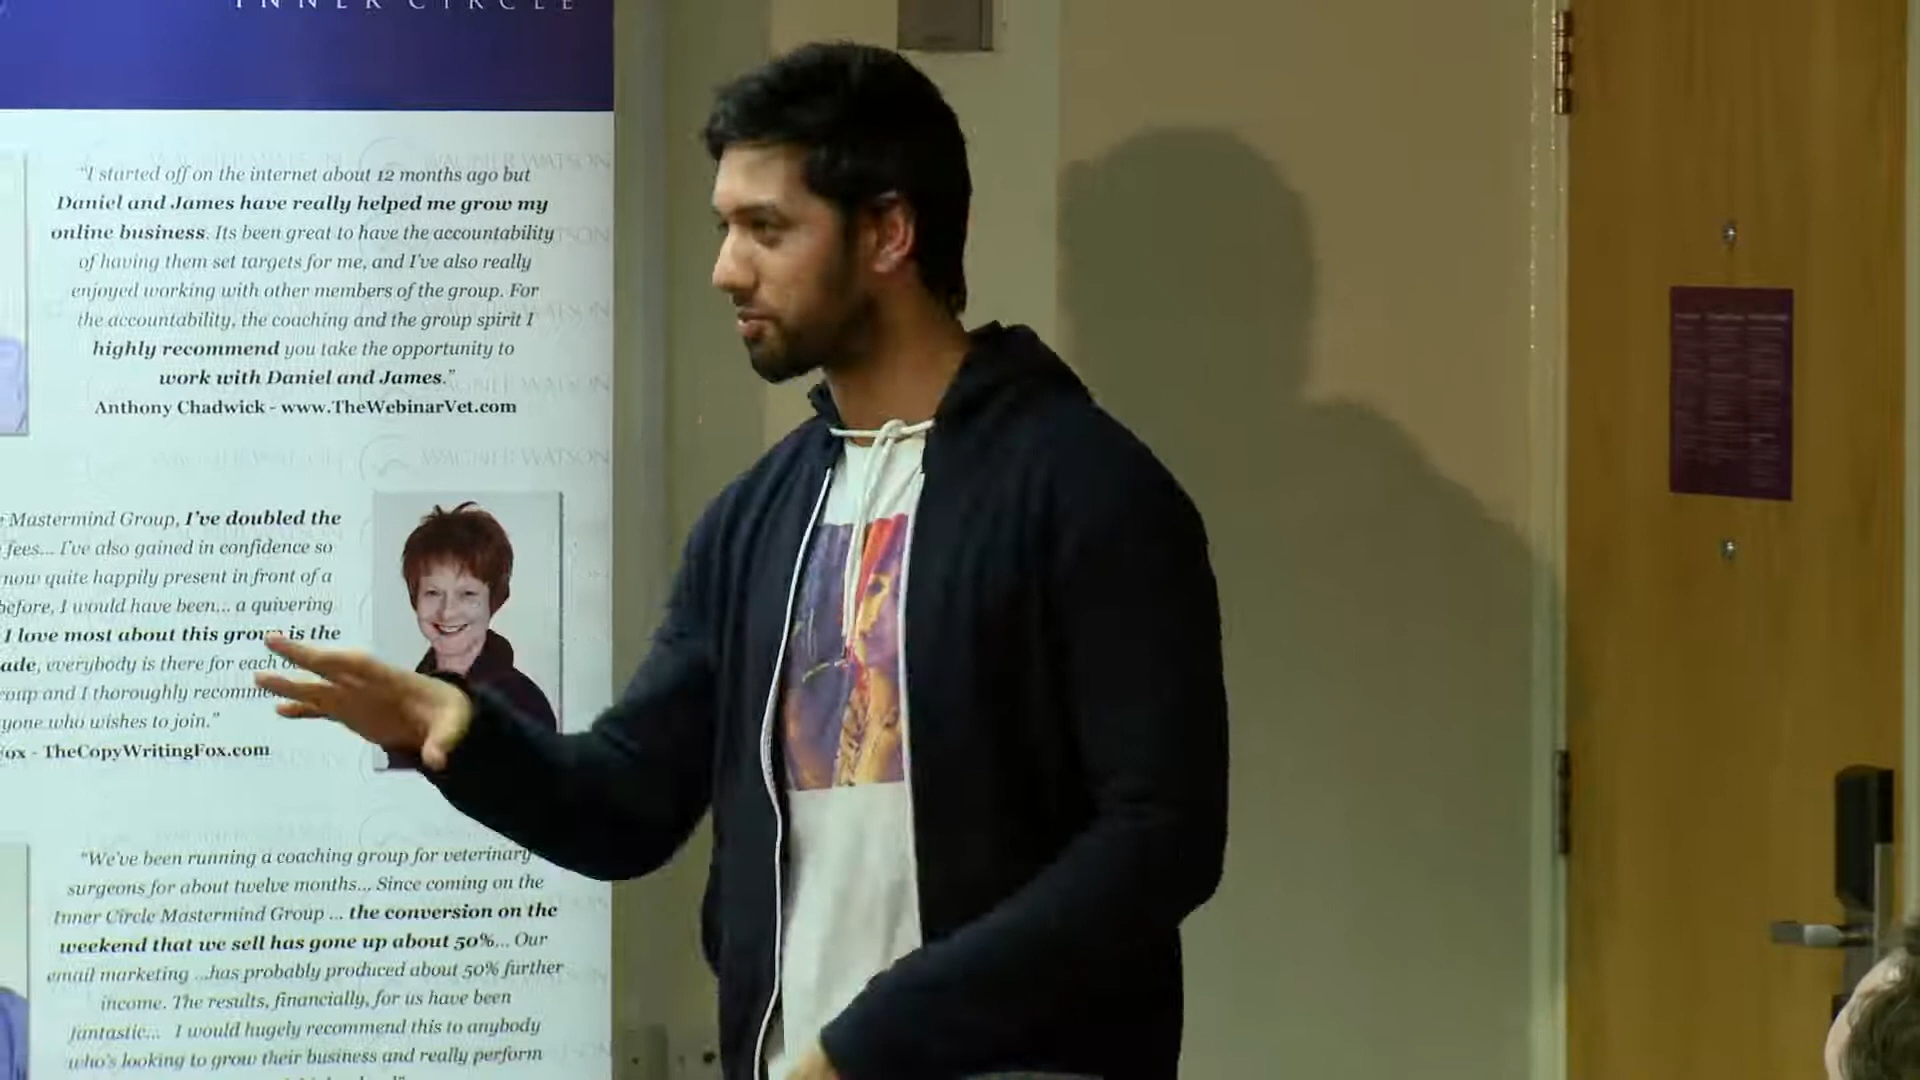 INNER CIRCLE
"I started off on the internet about 12 months ago but
Daniel and James have really helped me grow my
online business. Its been great to have the accountability
of having them set targets for me, and I've also really
enjoyed working with other members of the group. For
the accountability, the coaching and the group spirit I
highly recommend you take the opportunity to
work with Daniel and James."
Anthony Chadwick - www.TheWebinarVet.com
WAGNER WATSON
Mastermind Group, I've doubled the
fees... I've also gained in confidence so
now quite happily present in front of a
before, I would have been... a quivering
I love most about this group is the
ade, everybody is there for each
oup and I thoroughly recomme
yone who wishes to join."
Fox - TheCopyWritingFox.com
"We've been running a coaching group for veterinary
surgeons for about twelve months... Since coming on the
Inner Circle Mastermind Group ... the conversion on the
weekend that we sell has gone up about 50%... Our
email marketing ...has probably produced about 50% further
income. The results, financially, for us have been
fantastic... I would hugely recommend this to anybody
who's looking to grow their business and really perform